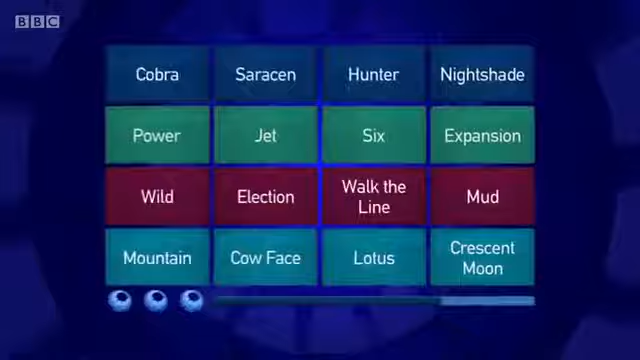 BBC
Cobra Saracen Hunter Nightshade
Power Jet Six Expansion
Wild Election Walk the Line Mud
Mountain Cow Face Lotus Crescent Moon